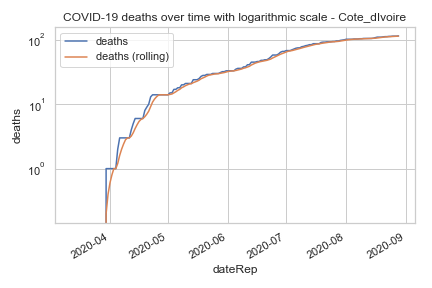 COVID-19 deaths over time with logarithmic scale - Cote_dIvoire
deaths
deaths (rolling)
10²
10¹
10⁰
deaths
2020-04
2020-05
2020-06
2020-07
2020-08
2020-09
dateRep